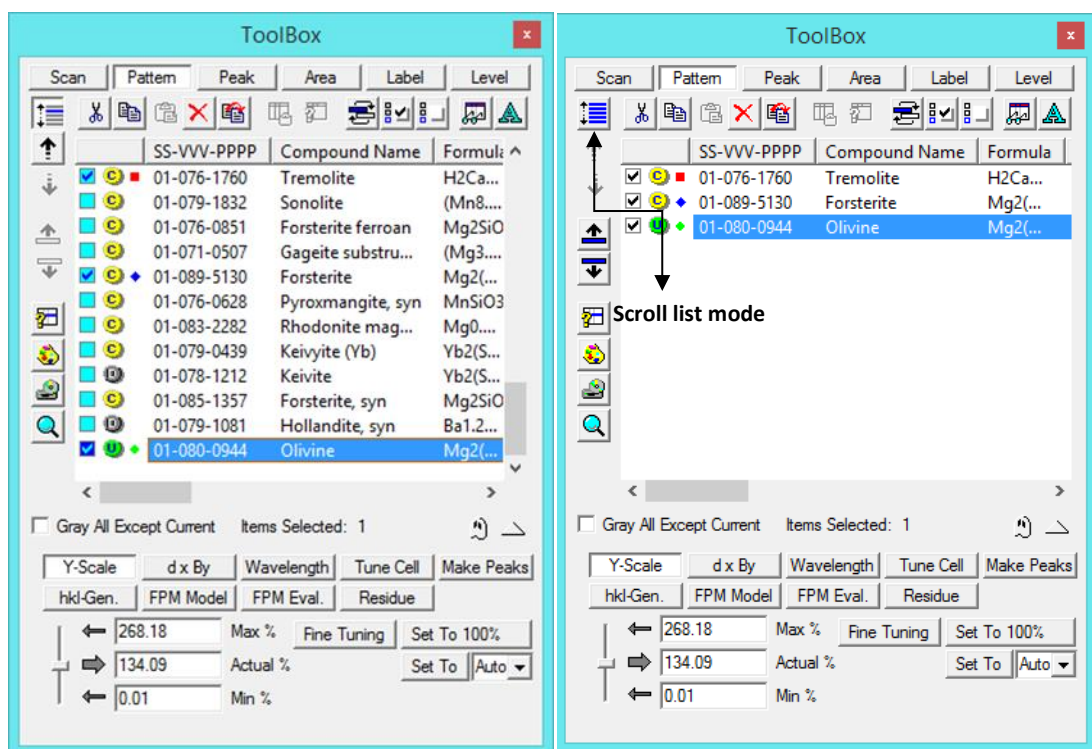 ToolBox
x
Scan Pattern Peak Area Label Level
SS-VVV-PPPP Compound Name Formula
C 01-076-1760 Tremolite H2Ca...
C 01-079-1832 Sonolite (Mn8....
C 01-076-0851 Forsterite ferroan Mg2SiO
C 01-071-0507 Gageite substru... (Mg3....
C 01-089-5130 Forsterite Mg2(...
C 01-076-0628 Pyroxmangite, syn MnSiO3
C 01-083-2282 Rhodonite mag... Mg0....
C 01-079-0439 Keivyite (Yb) Yb2(S...
D 01-078-1212 Keivite Yb2(S...
C 01-085-1357 Forsterite, syn Mg2SiO
D 01-079-1081 Hollandite, syn Ba1.2...
U 01-080-0944 Olivine Mg2(...
Gray All Except Current Items Selected: 1
Y-Scale d x By Wavelength Tune Cell Make Peaks
hkl-Gen. FPM Model FPM Eval. Residue
268.18 Max % Fine Tuning Set To 100%
134.09 Actual % Set To Auto
0.01 Min %
ToolBox
x
Scan Pattern Peak Area Label Level
SS-VVV-PPPP Compound Name Formula
C 01-076-1760 Tremolite H2Ca...
C 01-089-5130 Forsterite Mg2(...
U 01-080-0944 Olivine Mg2(...
Scroll list mode
Gray All Except Current Items Selected: 1
Y-Scale d x By Wavelength Tune Cell Make Peaks
hkl-Gen. FPM Model FPM Eval. Residue
268.18 Max % Fine Tuning Set To 100%
134.09 Actual % Set To Auto
0.01 Min %